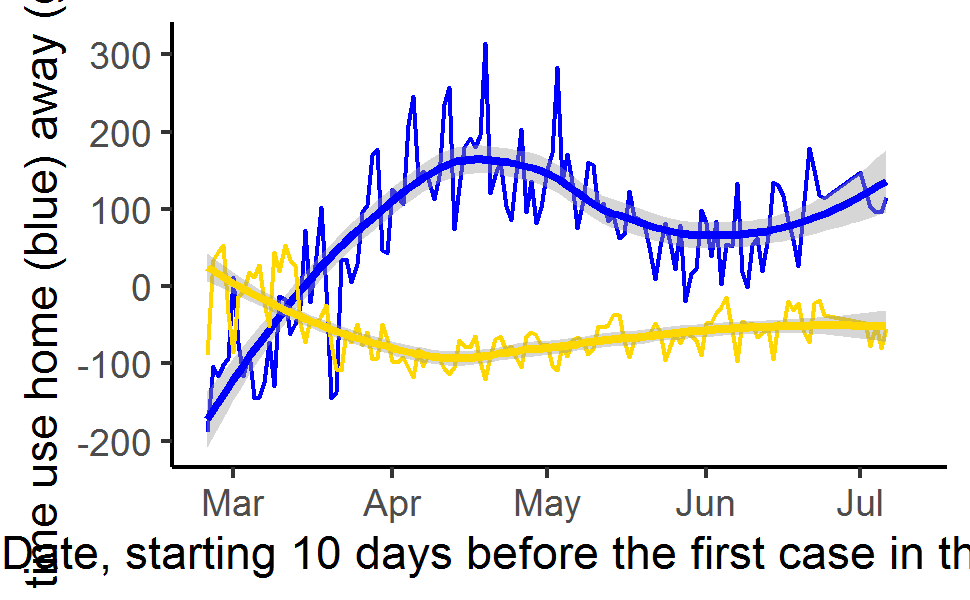 time use home (blue) away (
300
200
100
0
-100
-200
Mar Apr May Jun Jul
Date, starting 10 days before the first case in th